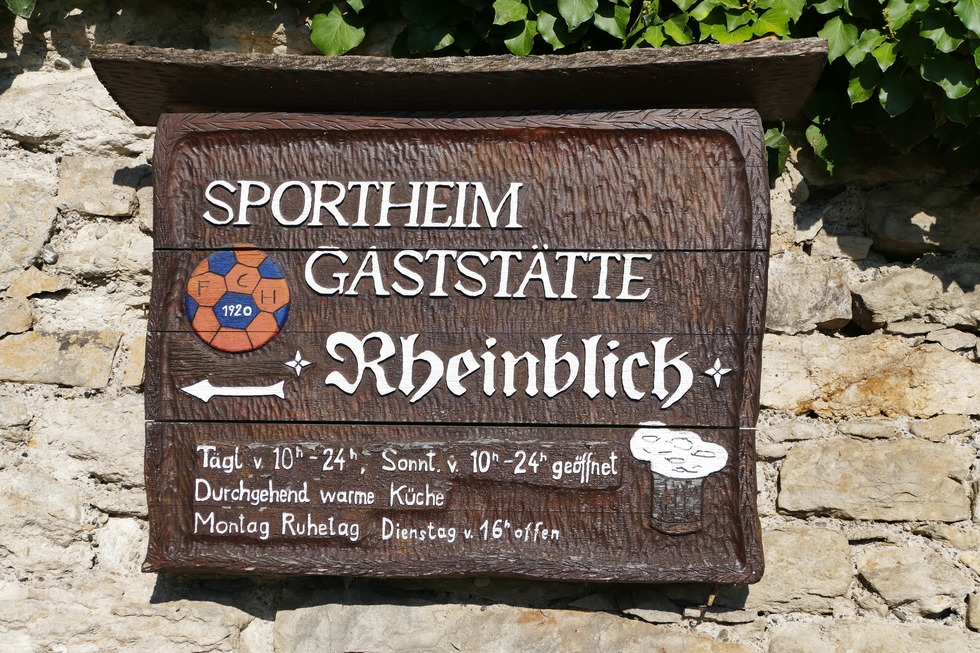 SPORTHEIM
GASTSTÄTTE
F C H
1920
Rheinblick
Tägl v. 10h-24h, Sonnt. v. 10h-24h geöffnet
Durchgehend warme Küche
Montag Ruhetag Dienstag v. 16h offen